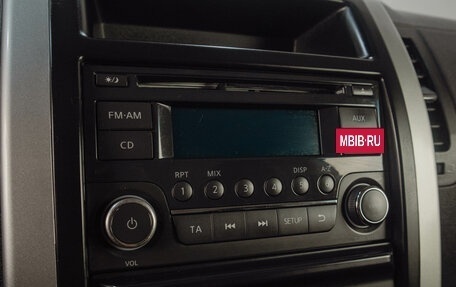 FM·AM
AUX
CD
MBIB.RU
RPT MIX DISP A-Z
1 2 3 4 5 6
TA SETUP
VOL